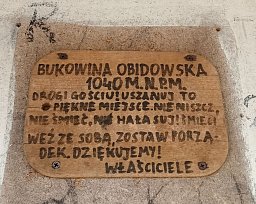 BUKOWINA OBIDOWSKA
1040 M.N.P.M.
DROGI GOŚCIU! USZANUJ TO
PIĘKNE MIEJSCE. NIE NISZCZ,
NIE ŚMIEĆ, NIE HAŁASUJ! ŚMIECI
WEŹ ZE SOBĄ, ZOSTAW PORZĄ-
DEK. DZIĘKUJEMY!
WŁAŚCICIELE